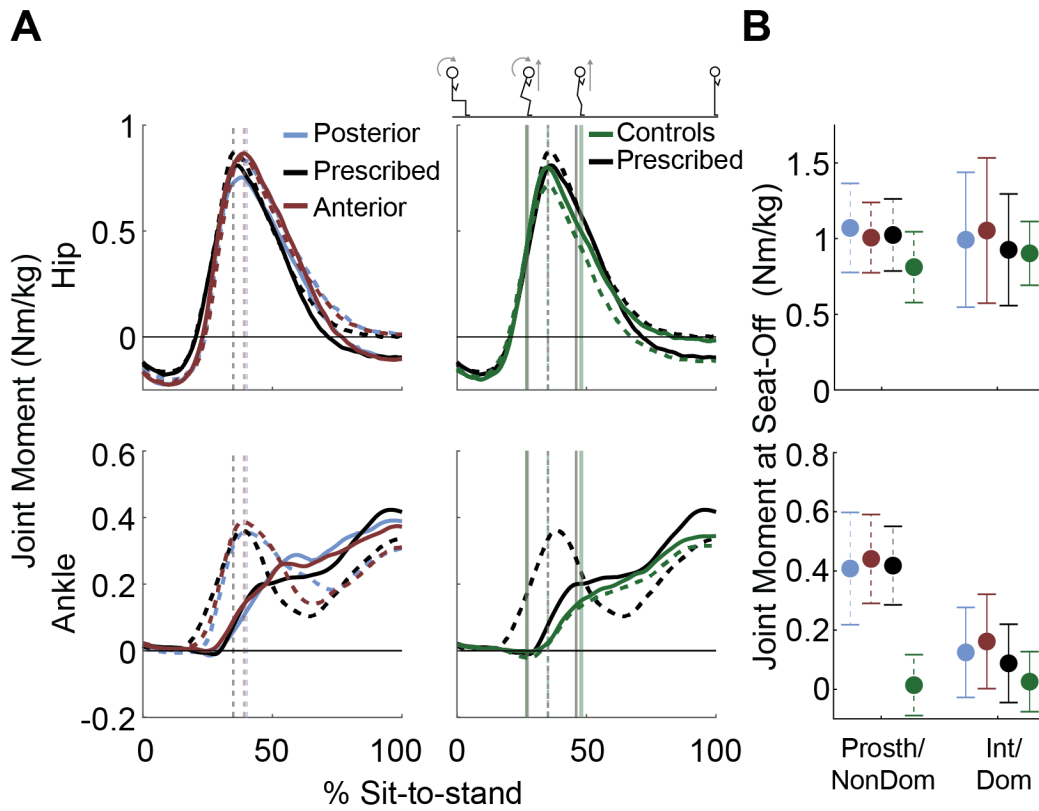 A
B
Posterior
Prescribed
Anterior
Controls
Prescribed
Joint Moment (Nm/kg)
Hip
Ankle
1
0.5
0
0.6
0.4
0.2
0
-0.2
0
50
100
0
50
100
% Sit-to-stand
Joint Moment at Seat-Off (Nm/kg)
1.5
1
0.5
0
0.8
0.6
0.4
0.2
0
Prosth/
NonDom
Int/
Dom